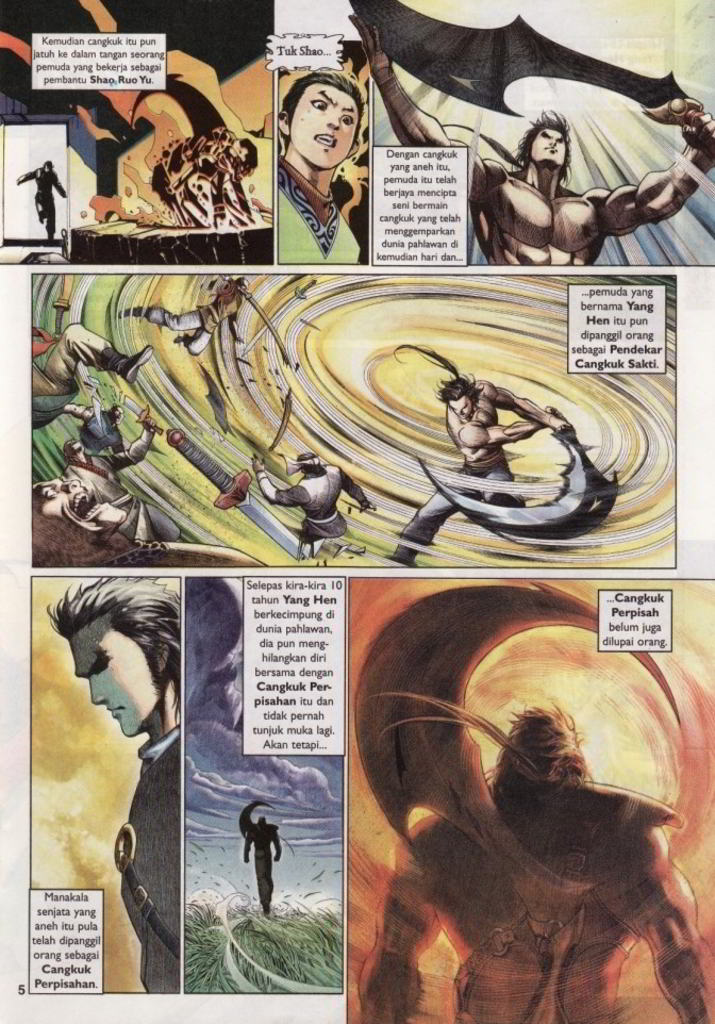 Kemudian cangkuk itu pun
jatuh ke dalam tangan seorang
pemuda yang bekerja sebagai
pembantu Shao Ruo Yu.
Tuk Shao...
Dengan cangkuk
yang aneh itu,
pemuda itu telah
berjaya mencipta
seni bermain
cangkuk yang telah
menggemparkan
dunia pahlawan di
kemudian hari dan...
...pemuda yang
bernama Yang
Hen itu pun
dipanggil orang
sebagai Pendekar
Cangkuk Sakti.
Manakala
senjata yang
aneh itu pula
telah dipanggil
orang sebagai
Cangkuk
Perpisahan.
Selepas kira-kira 10
tahun Yang Hen
berkecimpung di
dunia pahlawan,
dia pun meng-
hilangkan diri
bersama dengan
Cangkuk Per-
pisahan itu dan
tidak pernah
tunjuk muka lagi.
Akan tetapi...
...Cangkuk
Perpisah
belum juga
dilupai orang.
5